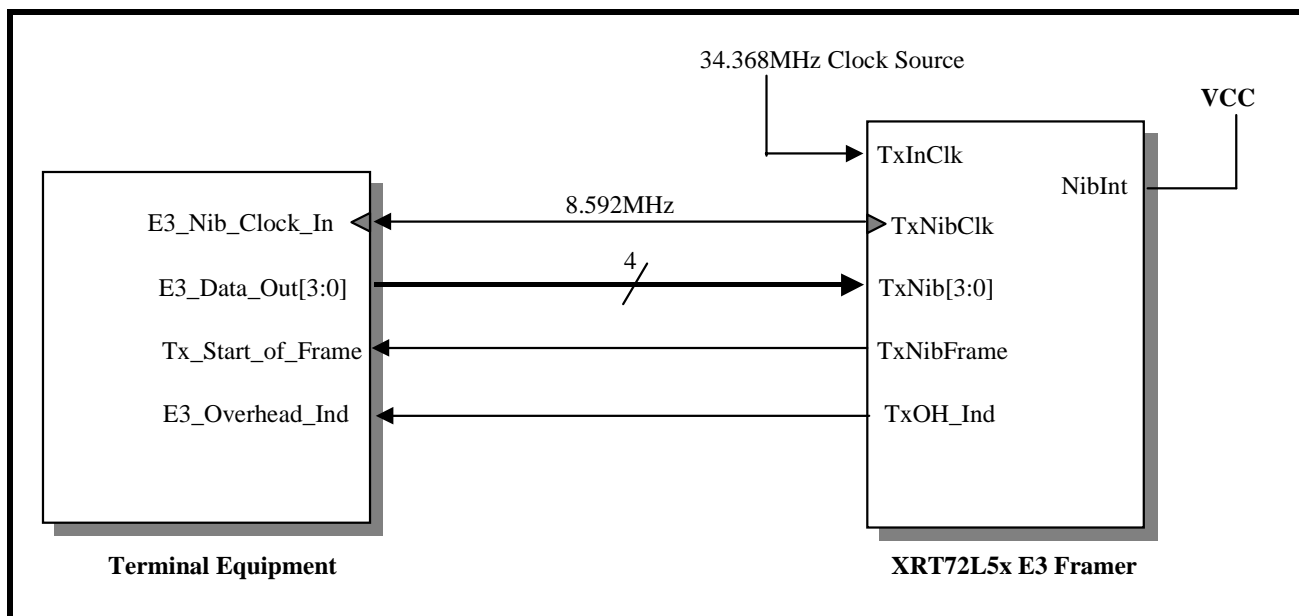 34.368MHz Clock Source
VCC
TxInClk
NibInt
8.592MHz
E3_Nib_Clock_In
TxNibClk
4
E3_Data_Out[3:0]
TxNib[3:0]
Tx_Start_of_Frame
TxNibFrame
E3_Overhead_Ind
TxOH_Ind
Terminal Equipment
XRT72L5x E3 Framer